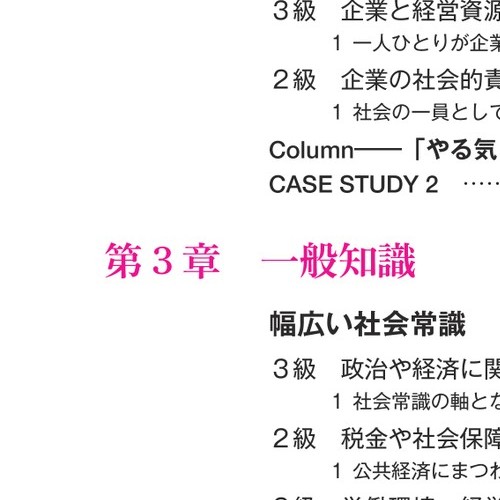 3級 企業と経営資源
1 一人ひとりが企業
2級 企業の社会的責
1 社会の一員として
Column――「やる気
CASE STUDY 2 ……
第3章 一般知識
幅広い社会常識
3級 政治や経済に関
1 社会常識の軸とな
2級 税金や社会保障
1 公共経済にまつわ